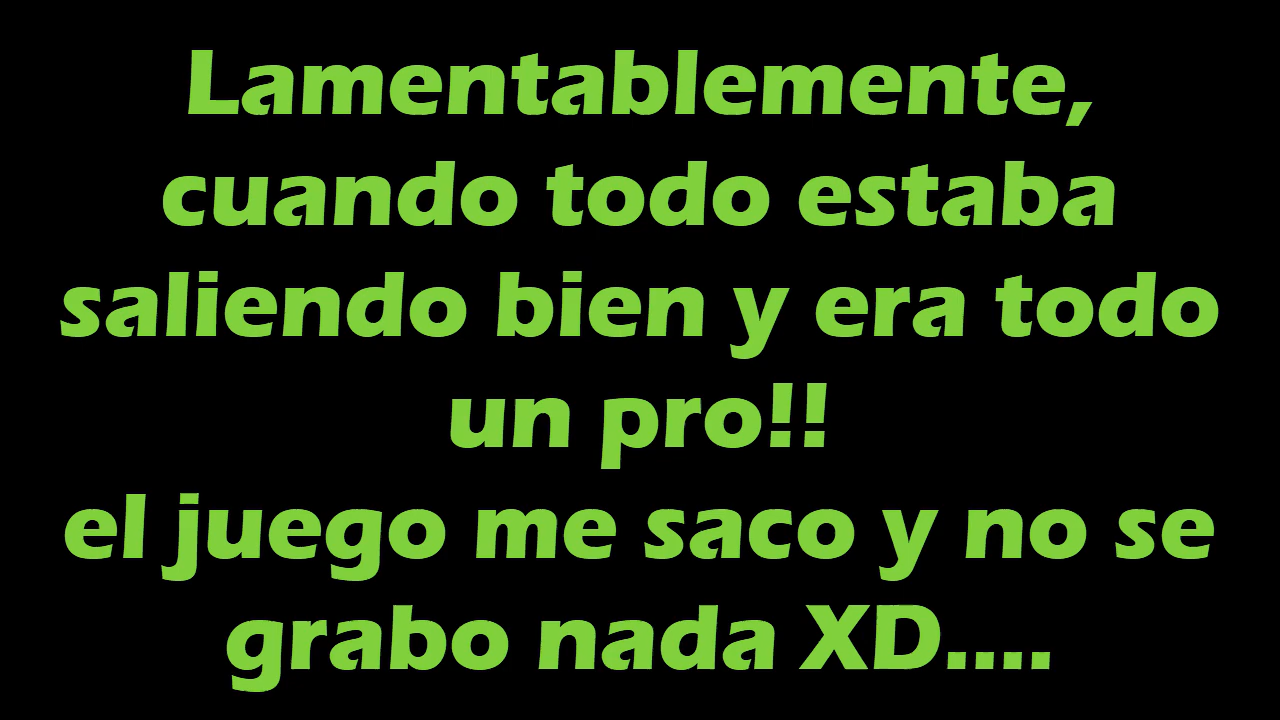 Lamentablemente,
cuando todo estaba
saliendo bien y era todo
un pro!!
el juego me saco y no se
grabo nada XD....